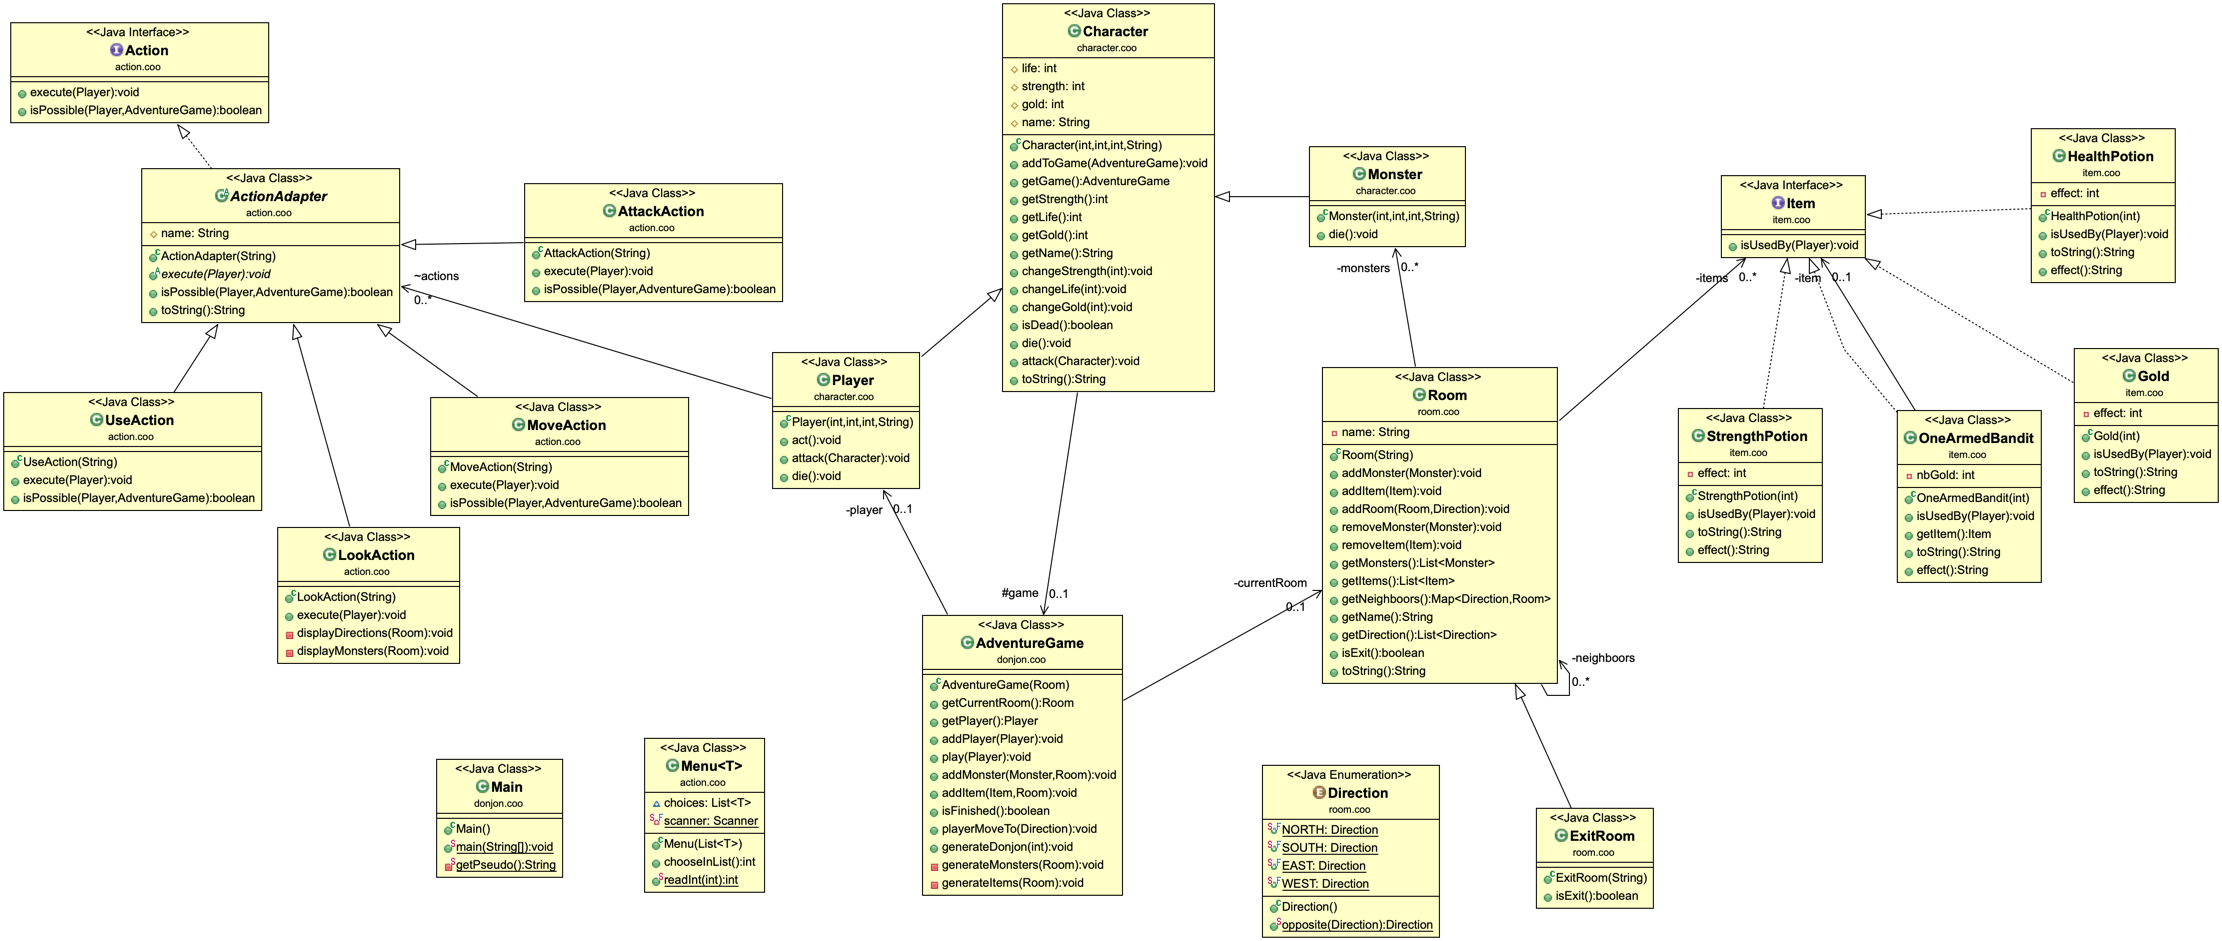 <<Java Interface>>
Action
action.coo
execute(Player):void
isPossible(Player,AdventureGame):boolean
<<Java Class>>
ActionAdapter
action.coo
name: String
ActionAdapter(String)
execute(Player):void
isPossible(Player,AdventureGame):boolean
toString():String
<<Java Class>>
AttackAction
action.coo
AttackAction(String)
execute(Player):void
isPossible(Player,AdventureGame):boolean
~actions
0..*
<<Java Class>>
UseAction
action.coo
UseAction(String)
execute(Player):void
isPossible(Player,AdventureGame):boolean
<<Java Class>>
LookAction
action.coo
LookAction(String)
execute(Player):void
displayDirections(Room):void
displayMonsters(Room):void
<<Java Class>>
MoveAction
action.coo
MoveAction(String)
execute(Player):void
isPossible(Player,AdventureGame):boolean
<<Java Class>>
Character
character.coo
life: int
strength: int
gold: int
name: String
Character(int,int,int,String)
addToGame(AdventureGame):void
getGame():AdventureGame
getStrength():int
getLife():int
getGold():int
getName():String
changeStrength(int):void
changeLife(int):void
changeGold(int):void
isDead():boolean
die():void
attack(Character):void
toString():String
<<Java Class>>
Player
character.coo
Player(int,int,int,String)
act():void
attack(Character):void
die():void
-player
0..1
#game
0..1
<<Java Class>>
Monster
character.coo
Monster(int,int,int,String)
die():void
-monsters
0..*
<<Java Class>>
Room
room.coo
name: String
Room(String)
addMonster(Monster):void
addItem(Item):void
addRoom(Room,Direction):void
removeMonster(Monster):void
removeItem(Item):void
getMonsters():List<Monster>
getItems():List<Item>
getNeighboors():Map<Direction,Room>
getName():String
getDirection():List<Direction>
isExit():boolean
toString():String
-currentRoom
0..1
-neighboors
0..*
<<Java Interface>>
Item
item.coo
isUsedBy(Player):void
-items
0..*
-item
0..1
<<Java Class>>
HealthPotion
item.coo
effect: int
HealthPotion(int)
isUsedBy(Player):void
toString():String
effect():String
<<Java Class>>
StrengthPotion
item.coo
effect: int
StrengthPotion(int)
isUsedBy(Player):void
toString():String
effect():String
<<Java Class>>
OneArmedBandit
item.coo
nbGold: int
OneArmedBandit(int)
isUsedBy(Player):void
getItem():Item
toString():String
effect():String
<<Java Class>>
Gold
item.coo
effect: int
Gold(int)
isUsedBy(Player):void
toString():String
effect():String
<<Java Class>>
AdventureGame
donjon.coo
AdventureGame(Room)
getCurrentRoom():Room
getPlayer():Player
addPlayer(Player):void
play(Player):void
addMonster(Monster,Room):void
addItem(Item,Room):void
isFinished():boolean
playerMoveTo(Direction):void
generateDonjon(int):void
generateMonsters(Room):void
generateItems(Room):void
<<Java Class>>
Main
donjon.coo
Main()
main(String[]):void
getPseudo():String
<<Java Class>>
Menu<T>
action.coo
choices: List<T>
scanner: Scanner
Menu(List<T>)
chooseInList():int
readInt(int):int
<<Java Enumeration>>
Direction
room.coo
NORTH: Direction
SOUTH: Direction
EAST: Direction
WEST: Direction
Direction()
opposite(Direction):Direction
<<Java Class>>
ExitRoom
room.coo
ExitRoom(String)
isExit():boolean